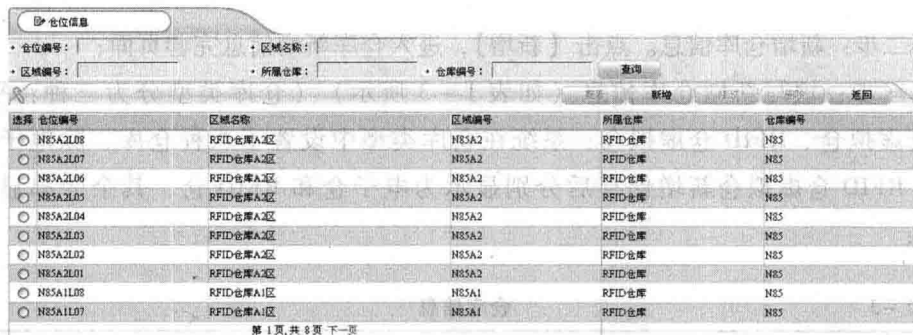 仓位信息
仓位编号： 区域名称：
区域编号： 所属仓库： 仓库编号： 查询
新增 返回
选择 仓位编号 区域名称 区域编号 所属仓库 仓库编号
N85A2L08 RFID仓库A2区 N85A2 RFID仓库 N85
N85A2L07 RFID仓库A2区 N85A2 RFID仓库 N85
N85A2L06 RFID仓库A2区 N85A2 RFID仓库 N85
N85A2L05 RFID仓库A2区 N85A2 RFID仓库 N85
N85A2L04 RFID仓库A2区 N85A2 RFID仓库 N85
N85A2L03 RFID仓库A2区 N85A2 RFID仓库 N85
N85A2L02 RFID仓库A2区 N85A2 RFID仓库 N85
N85A2L01 RFID仓库A2区 N85A2 RFID仓库 N85
N85A1L08 RFID仓库A1区 N85A1 RFID仓库 N85
N85A1L07 RFID仓库A1区 N85A1 RFID仓库 N85
第 1页,共 8页 下一页